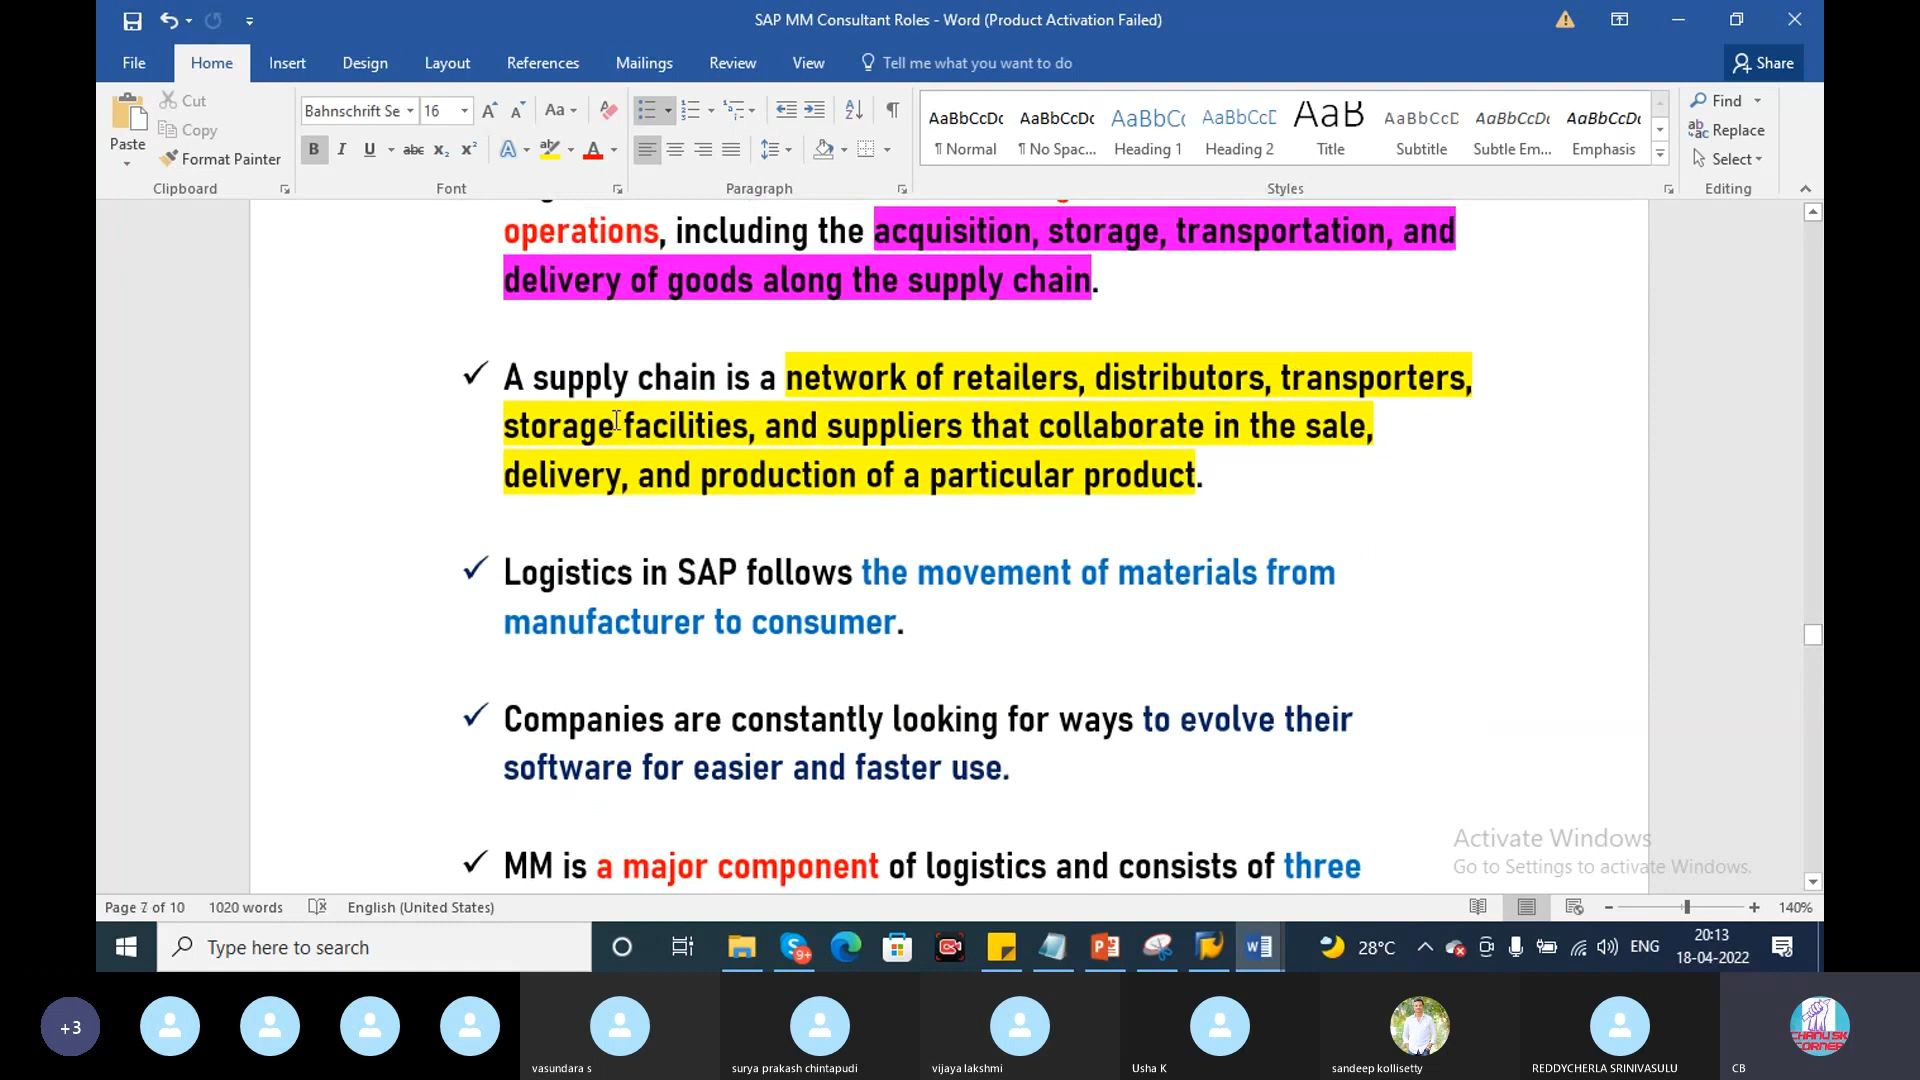 SAP MM Consultant Roles - Word (Product Activation Failed)
File Home Insert Design Layout References Mailings Review View Tell me what you want to do Share
Paste
Cut
Copy
Format Painter
Clipboard
Bahnschrift Se 16
Font
Paragraph
AaBbCcDc AaBbCcDc AaBbCc AaBbCcD AaB AaBbCcD AaBbCcDc AaBbCcDc
¶ Normal ¶ No Spac... Heading 1 Heading 2 Title Subtitle Subtle Em... Emphasis
Styles
Find
Replace
Select
Editing
operations, including the acquisition, storage, transportation, and
delivery of goods along the supply chain.
A supply chain is a network of retailers, distributors, transporters,
storage facilities, and suppliers that collaborate in the sale,
delivery, and production of a particular product.
Logistics in SAP follows the movement of materials from
manufacturer to consumer.
Companies are constantly looking for ways to evolve their
software for easier and faster use.
MM is a major component of logistics and consists of three
Activate Windows
Go to Settings to activate Windows.
Page 7 of 10 1020 words English (United States) 140%
Type here to search
9+
28°C
ENG
20:13
18-04-2022
+3
CHANU SK
CORNER
vasundara s
surya prakash chintapudi
vijaya lakshmi
Usha K
sandeep kollisetty
REDDYCHERLA SRINIVASULU
CB